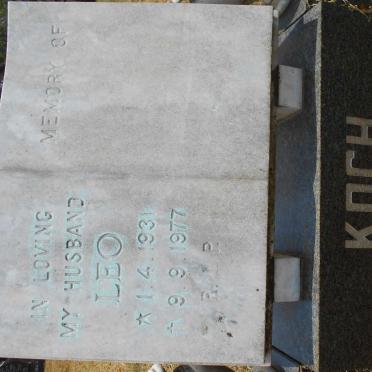 IN LOVING MEMORY OF
MY HUSBAND
LEO
★ 1.4.1931
✝ 9.9.1977
R.I.P.
KOCH